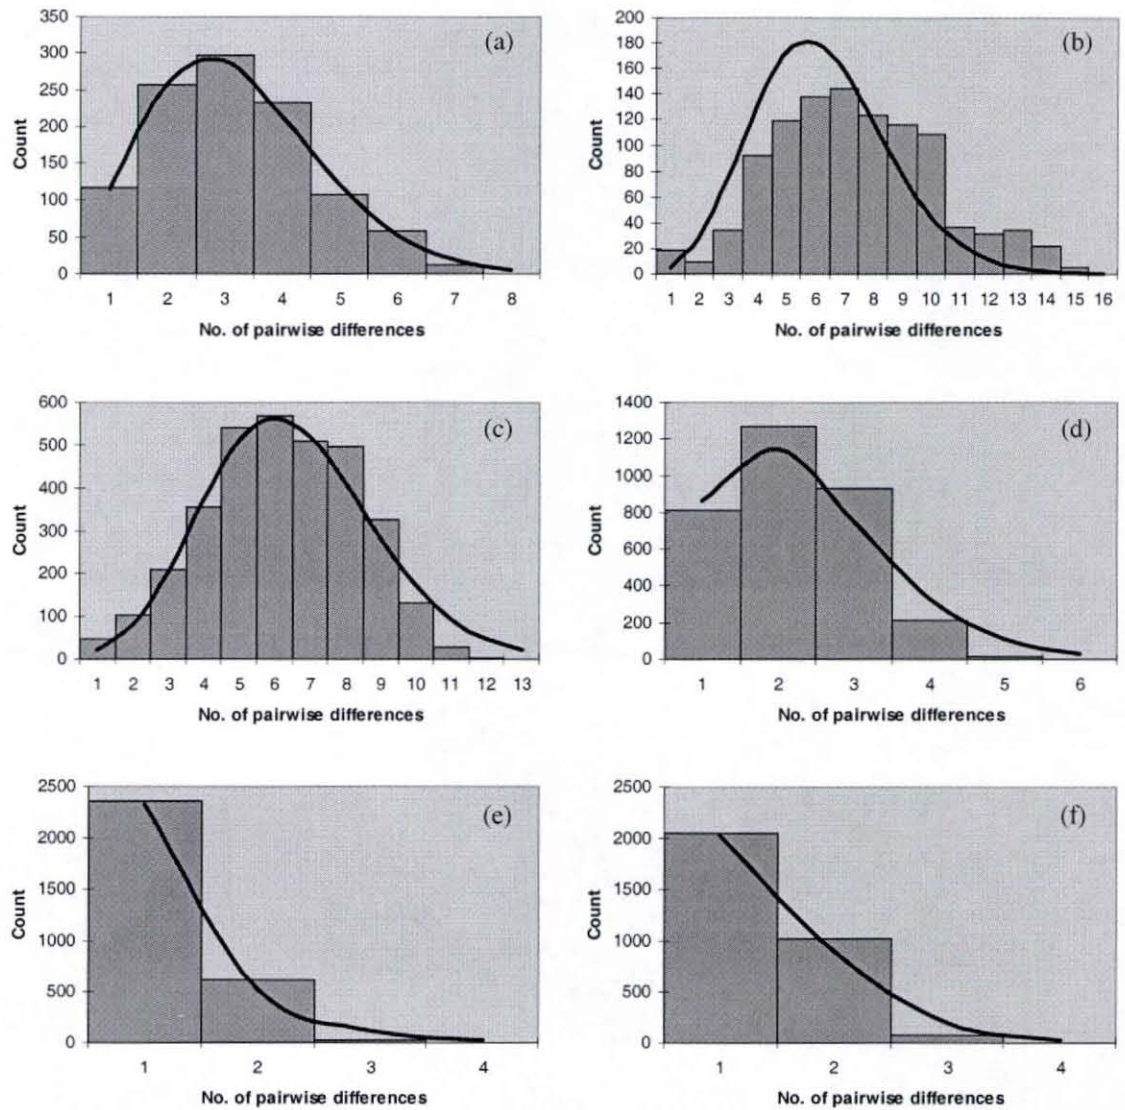 (a)
Count
350
300
250
200
150
100
50
0
1 2 3 4 5 6 7 8
No. of pairwise differences
(b)
Count
200
180
160
140
120
100
80
60
40
20
0
1 2 3 4 5 6 7 8 9 10 11 12 13 14 15 16
No. of pairwise differences
(c)
Count
600
500
400
300
200
100
0
1 2 3 4 5 6 7 8 9 10 11 12 13
No. of pairwise differences
(d)
Count
1400
1200
1000
800
600
400
200
0
1 2 3 4 5 6
No. of pairwise differences
(e)
Count
2500
2000
1500
1000
500
0
1 2 3 4
No. of pairwise differences
(f)
Count
2500
2000
1500
1000
500
0
1 2 3 4
No. of pairwise differences